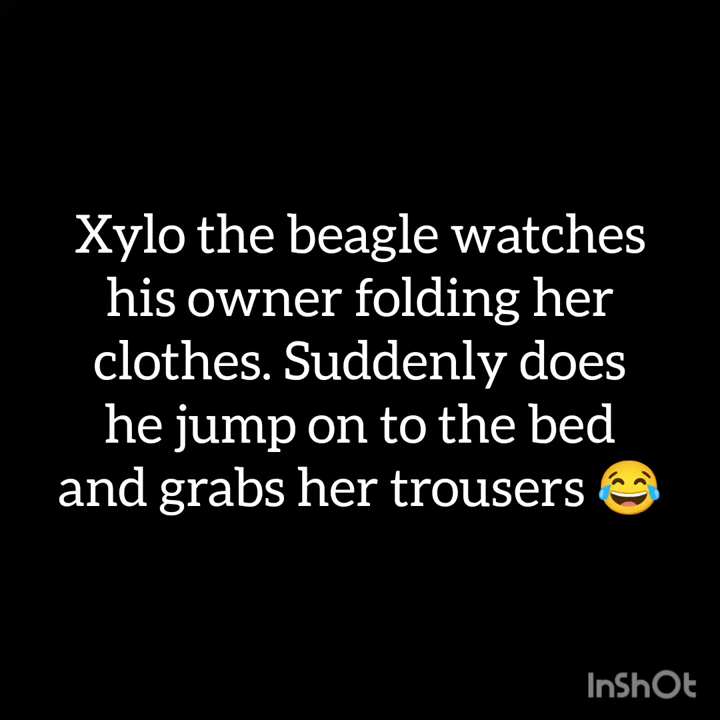 Xylo the beagle watches
his owner folding her
clothes. Suddenly does
he jump on to the bed
and grabs her trousers 😂
InShOt